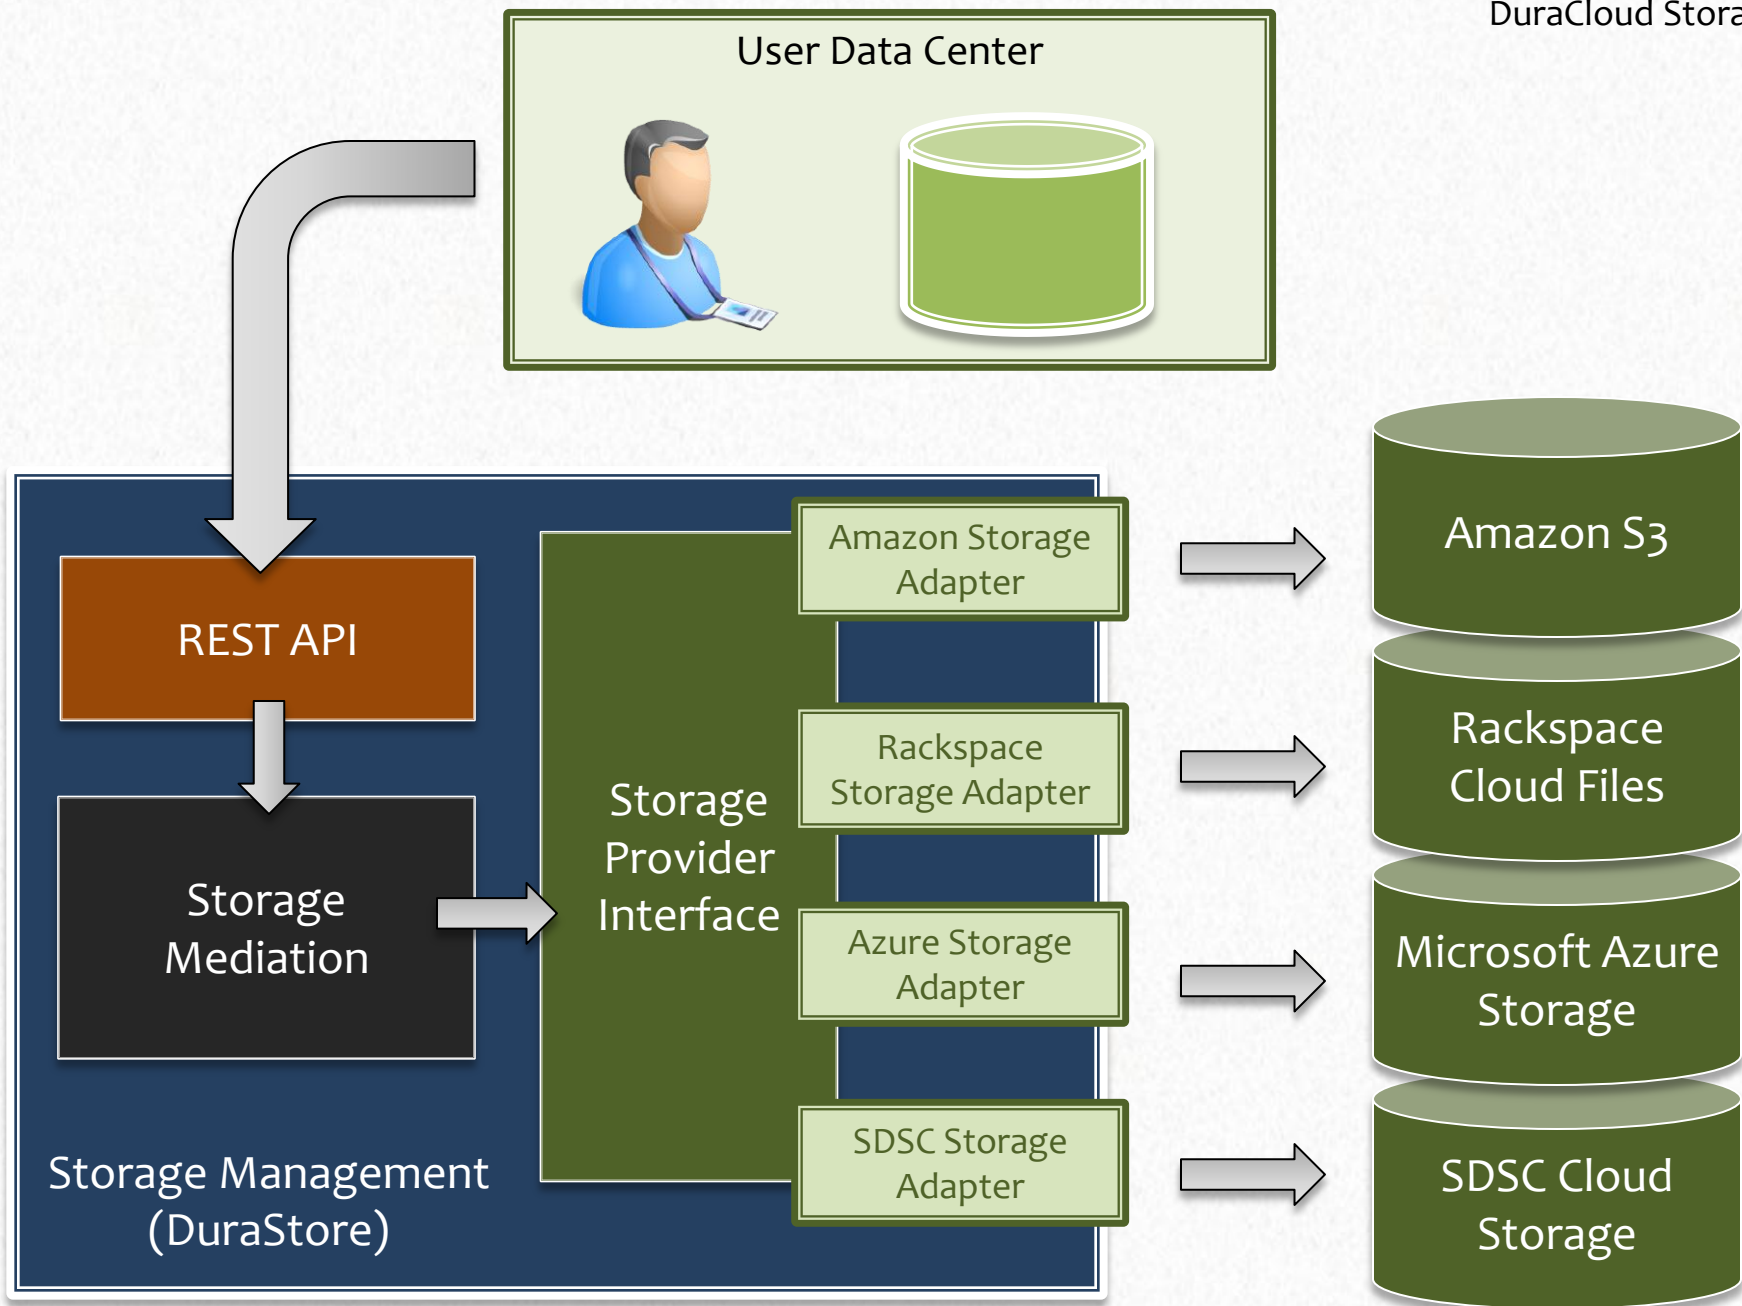 DuraCloud Stora
User Data Center
Amazon Storage
Adapter
Amazon S3
REST API
Rackspace
Storage Adapter
Rackspace
Cloud Files
Storage
Provider
Interface
Storage
Mediation
Azure Storage
Adapter
Microsoft Azure
Storage
SDSC Storage
Adapter
SDSC Cloud
Storage
Storage Management
(DuraStore)